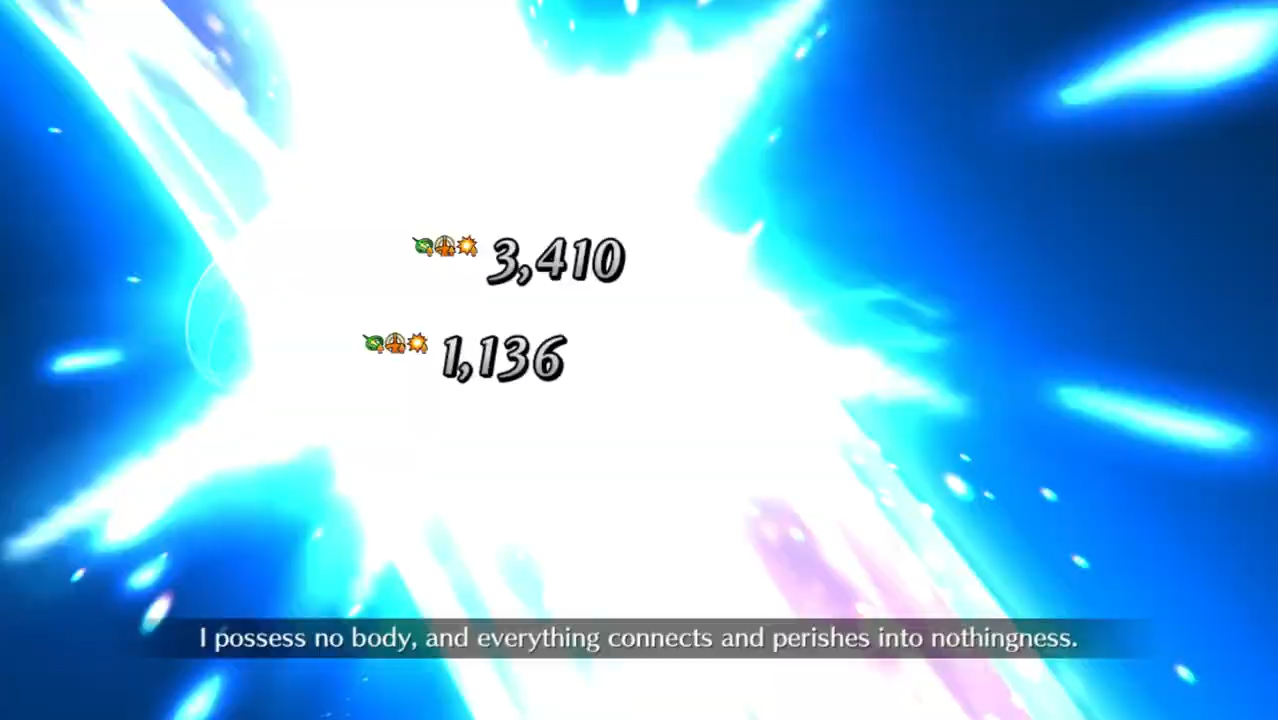 3,410
1,136
I possess no body, and everything connects and perishes into nothingness.